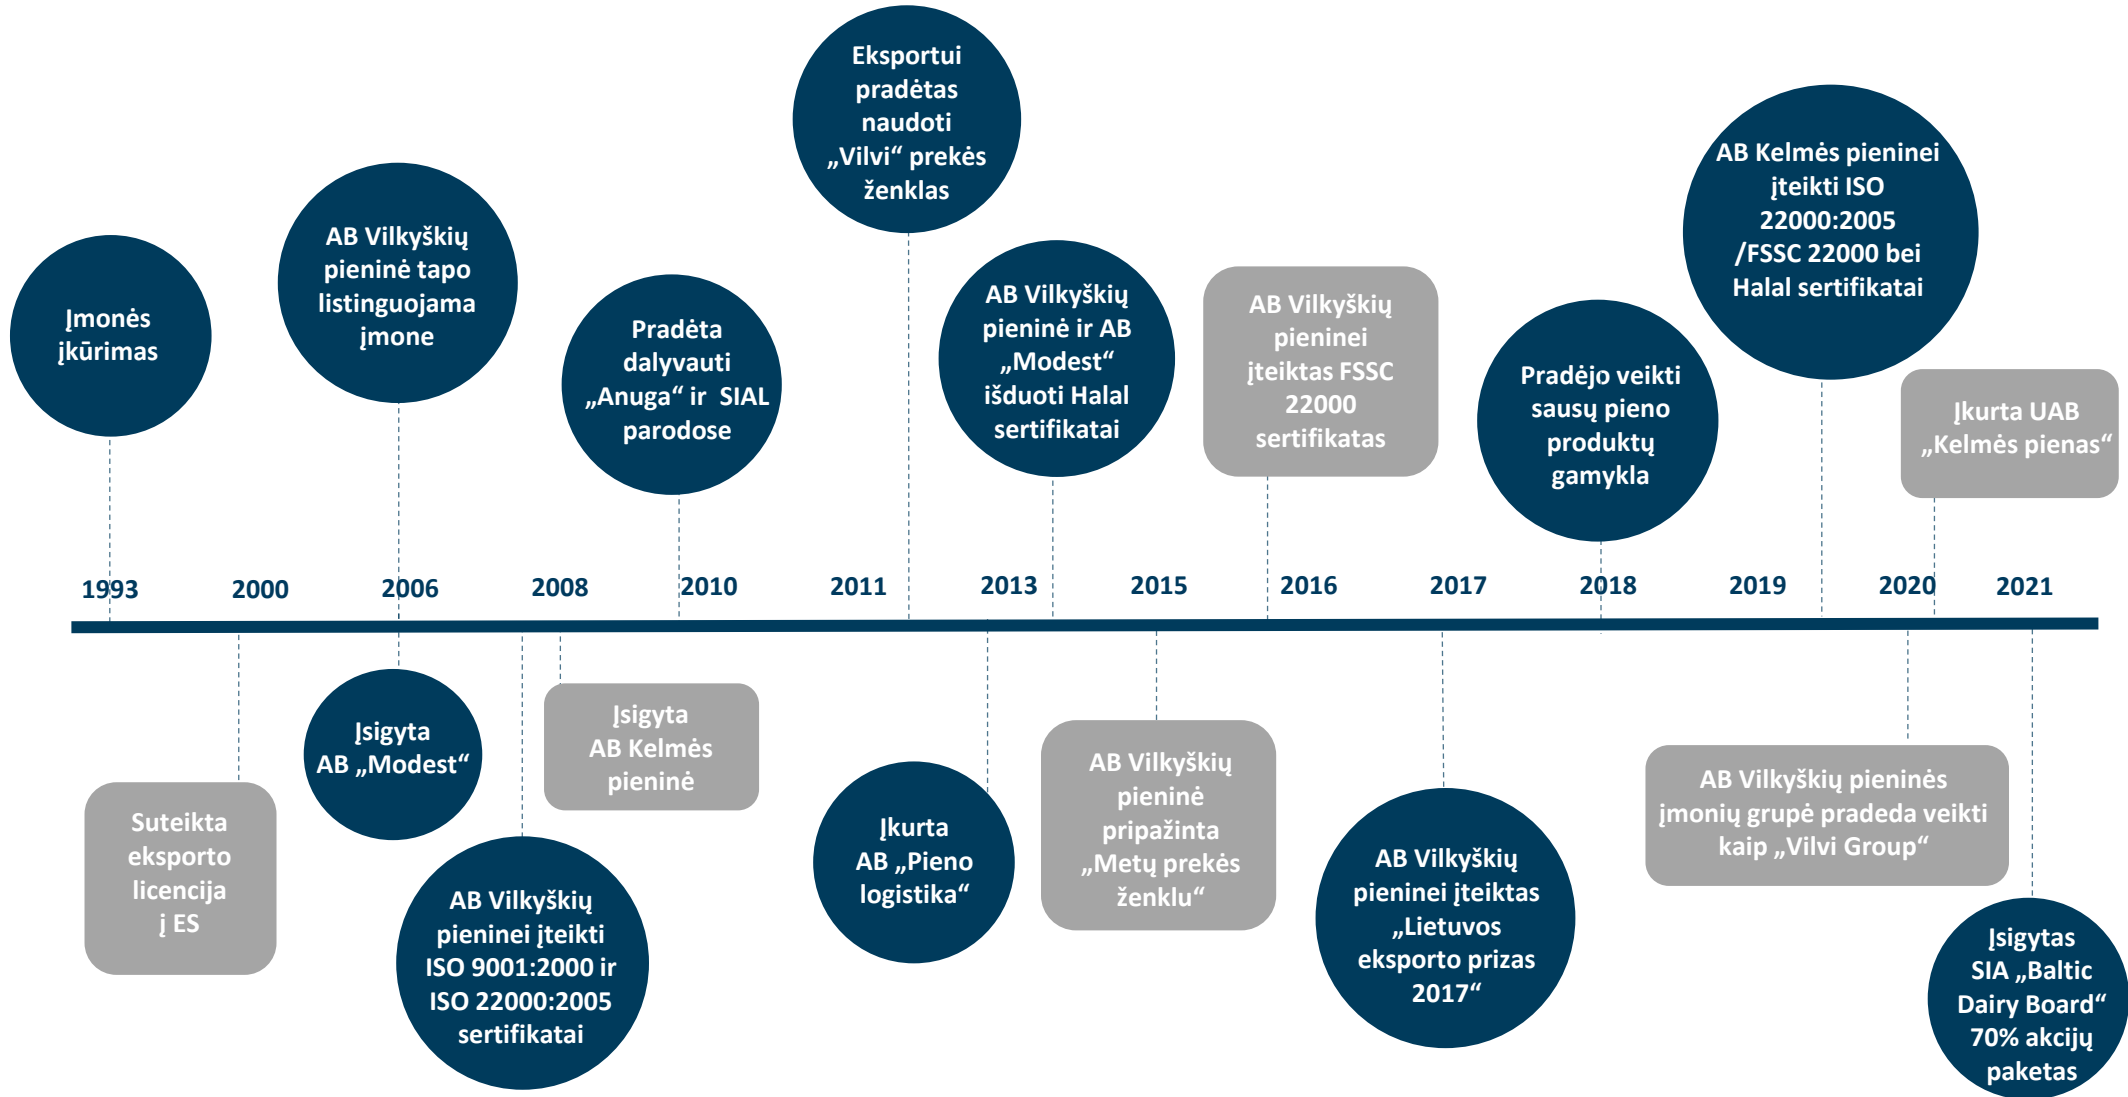 Eksportui
pradėtas
naudoti
„Vilvi“ prekės
ženklas
AB Kelmės pieninei
įteikti ISO
22000:2005
/FSSC 22000 bei
Halal sertifikatai
AB Vilkyškių
pieninė tapo
listinguojama
įmone
Įmonės
įkūrimas
Pradėta
dalyvauti
„Anuga“ ir SIAL
parodose
AB Vilkyškių
pieninė ir AB
„Modest“
išduoti Halal
sertifikatai
AB Vilkyškių
pieninei
įteiktas FSSC
22000
sertifikatas
Pradėjo veikti
sausų pieno
produktų
gamykla
Įkurta UAB
„Kelmės pienas“
1993 2000 2006 2008 2010 2011 2013 2015 2016 2017 2018 2019 2020 2021
Suteikta
eksporto
licencija
į ES
Įsigyta
AB „Modest“
AB Vilkyškių
pieninei įteikti
ISO 9001:2000 ir
ISO 22000:2005
sertifikatai
Įsigyta
AB Kelmės
pieninė
Įkurta
AB „Pieno
logistika“
AB Vilkyškių
pieninė
pripažinta
„Metų prekės
ženklu“
AB Vilkyškių
pieninei įteiktas
„Lietuvos
eksporto prizas
2017“
AB Vilkyškių pieninės
įmonių grupė pradeda veikti
kaip „Vilvi Group“
Įsigytas
SIA „Baltic
Dairy Board“
70% akcijų
paketas